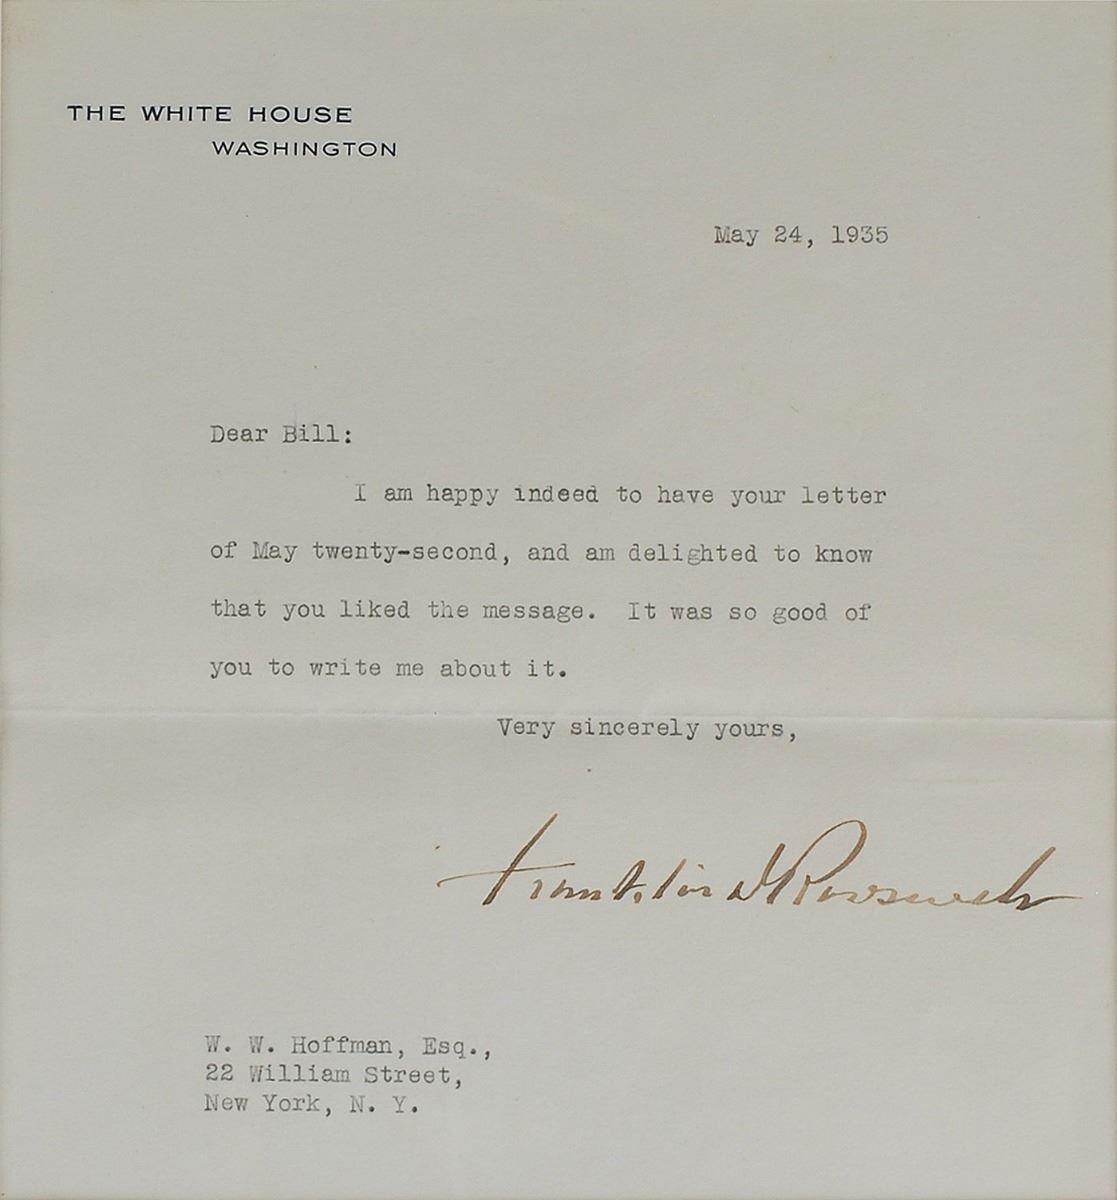 THE WHITE HOUSE
WASHINGTON
May 24, 1935
Dear Bill:
I am happy indeed to have your letter
of May twenty-second, and am delighted to know
that you liked the message. It was so good of
you to write me about it.
Very sincerely yours,
Franklin D Roosevelt
W. W. Hoffman, Esq.,
22 William Street,
New York, N. Y.